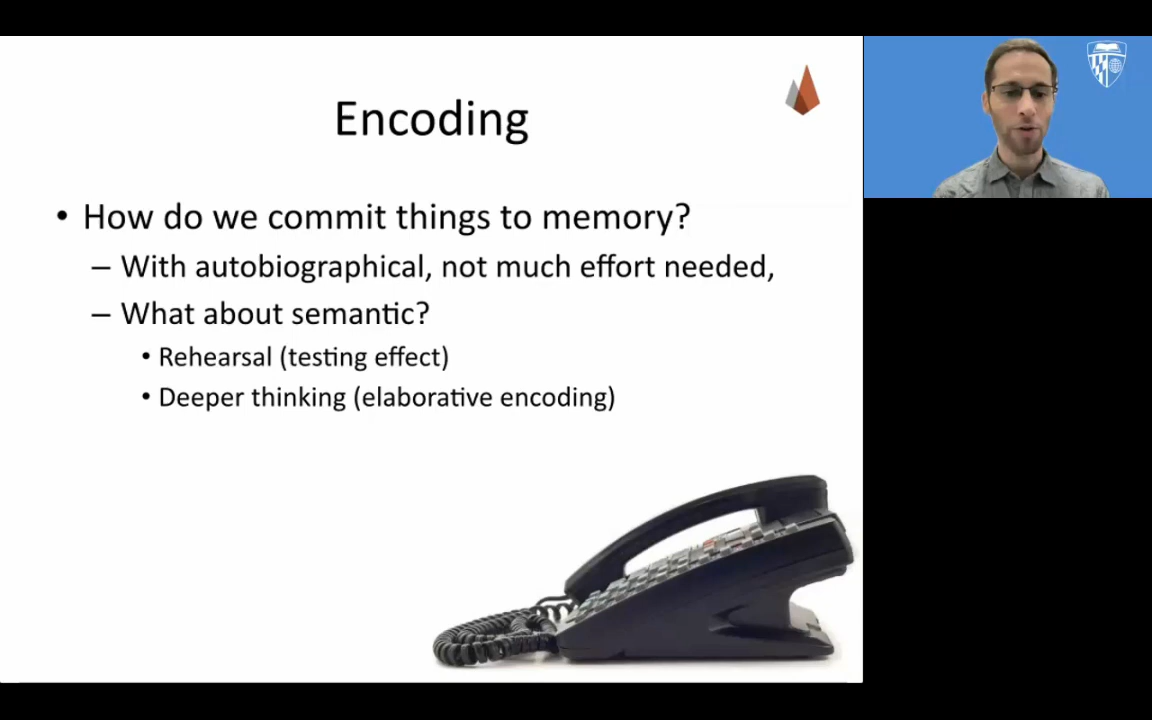 Encoding
• How do we commit things to memory?
– With autobiographical, not much effort needed,
– What about semantic?
• Rehearsal (testing effect)
• Deeper thinking (elaborative encoding)